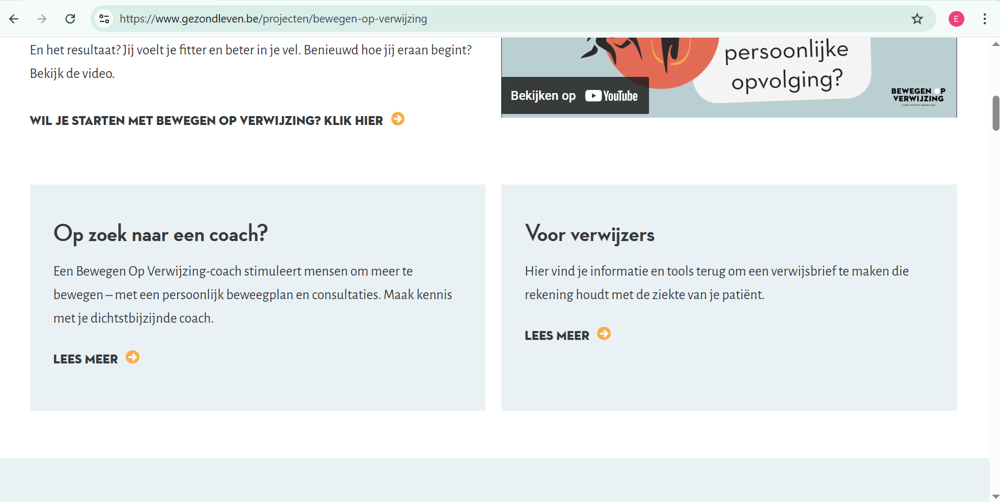 https://www.gezondleven.be/projecten/bewegen-op-verwijzing
E
En het resultaat? Jij voelt je fitter en beter in je vel. Benieuwd hoe jij eraan begint?
Bekijk de video.
WIL JE STARTEN MET BEWEGEN OP VERWIJZING? KLIK HIER
persoonlijke
opvolging?
Bekijken op YouTube
BEWEGEN OP
VERWIJZING
VLAAMS INSTITUUT GEZOND LEVEN
Op zoek naar een coach?
Een Bewegen Op Verwijzing-coach stimuleert mensen om meer te
bewegen – met een persoonlijk beweegplan en consultaties. Maak kennis
met je dichtstbijzijnde coach.
LEES MEER
Voor verwijzers
Hier vind je informatie en tools terug om een verwijsbrief te maken die
rekening houdt met de ziekte van je patiënt.
LEES MEER